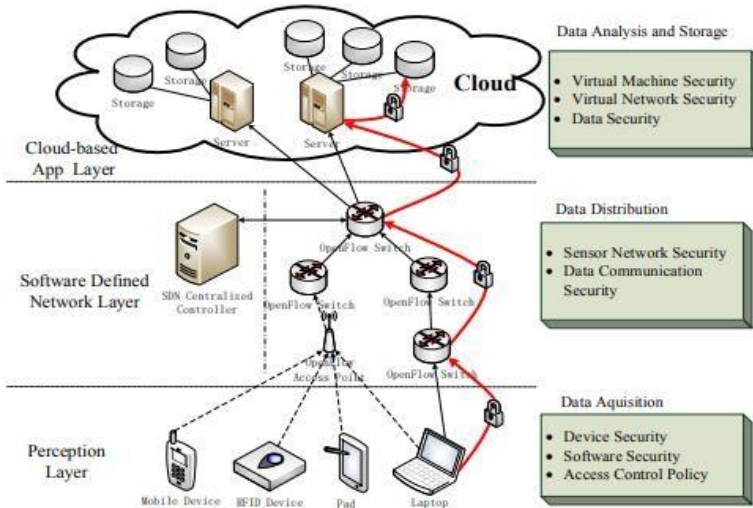 Data Analysis and Storage
Storage
Storage
Storage
Storage
Storage
Cloud
Virtual Machine Security
Virtual Network Security
Data Security
Server
Server
Cloud-based
App Layer
Data Distribution
OpenFlow Switch
Sensor Network Security
Data Communication
Security
Software Defined
Network Layer
SDN Centralized
Controller
OpenFlow Switch
OpenFlow Switch
OpenFlow
Access Point
OpenFlow Switch
Data Aquisition
Device Security
Software Security
Access Control Policy
Perception
Layer
Mobile Device
RFID Device
Pad
Laptop